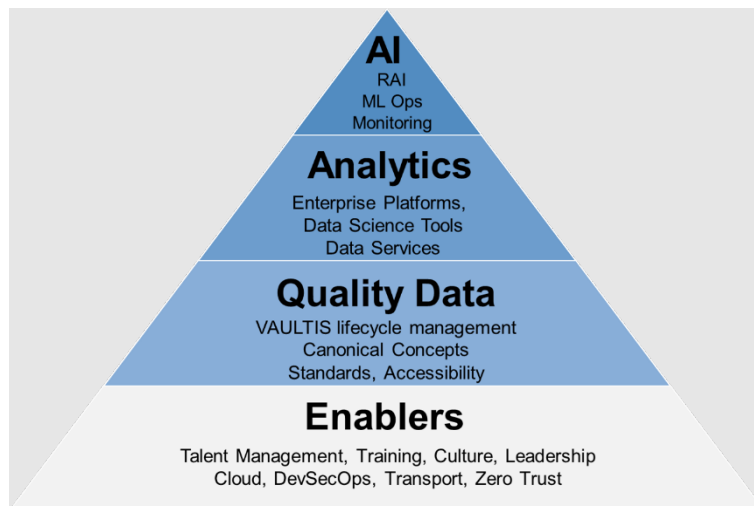 AI
RAI
ML Ops
Monitoring
Analytics
Enterprise Platforms,
Data Science Tools
Data Services
Quality Data
VAULTIS lifecycle management
Canonical Concepts
Standards, Accessibility
Enablers
Talent Management, Training, Culture, Leadership
Cloud, DevSecOps, Transport, Zero Trust